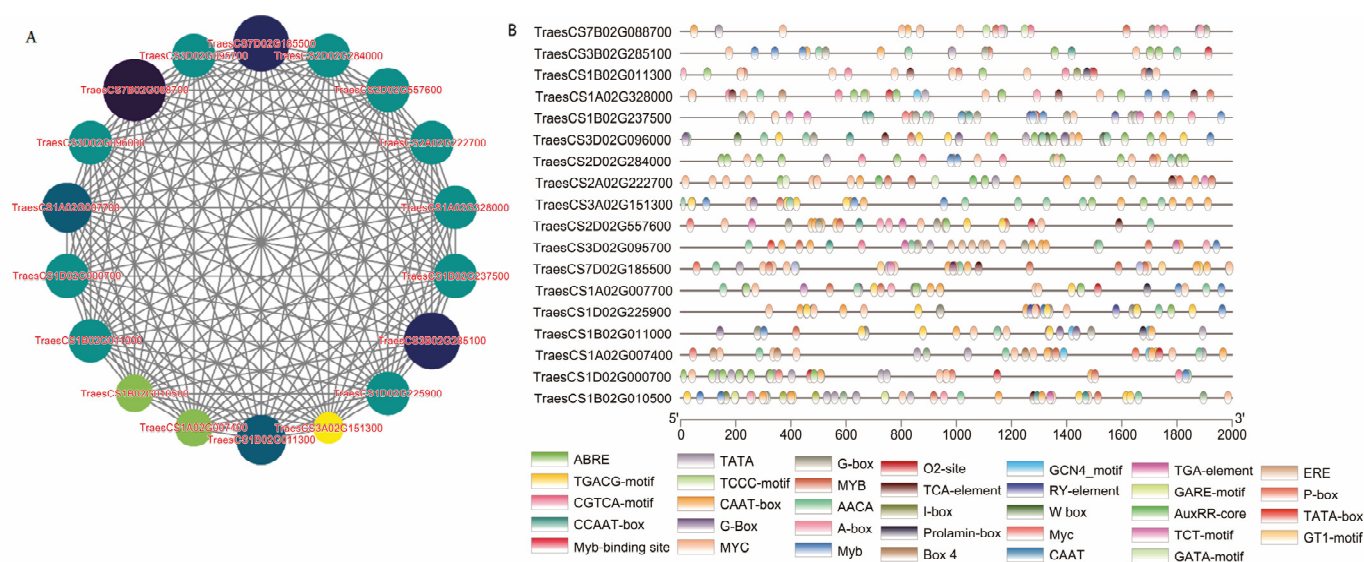 A
TraesCS7D02G185500
TraesCS3D02G095700
TraesCS2D02G284000
TraesCS7B02G088700
TraesCS2D02G557600
TraesCS3D02G096000
TraesCS2A02G222700
TraesCS1A02G007700
TraesCS1A02G328000
TraesCS1D02G000700
TraesCS1B02G237500
TraesCS1B02G011000
TraesCS3B02G285100
TraesCS1B02G010500
TraesCS1D02G225900
TraesCS1A02G007400
TraesCS3A02G151300
TraesCS1B02G011300
B
TraesCS7B02G088700
TraesCS3B02G285100
TraesCS1B02G011300
TraesCS1A02G328000
TraesCS1B02G237500
TraesCS3D02G096000
TraesCS2D02G284000
TraesCS2A02G222700
TraesCS3A02G151300
TraesCS2D02G557600
TraesCS3D02G095700
TraesCS7D02G185500
TraesCS1A02G007700
TraesCS1D02G225900
TraesCS1B02G011000
TraesCS1A02G007400
TraesCS1D02G000700
TraesCS1B02G010500
5' 3'
0 200 400 600 800 1000 1200 1400 1600 1800 2000
ABRE
TGACG-motif
CGTCA-motif
CCAAT-box
Myb-binding site
TATA
TCCC-motif
CAAT-box
G-Box
MYC
G-box
MYB
AACA
A-box
Myb
O2-site
TCA-element
I-box
Prolamin-box
Box 4
GCN4_motif
RY-element
W box
Myc
CAAT
TGA-element
GARE-motif
AuxRR-core
TCT-motif
GATA-motif
ERE
P-box
TATA-box
GT1-motif